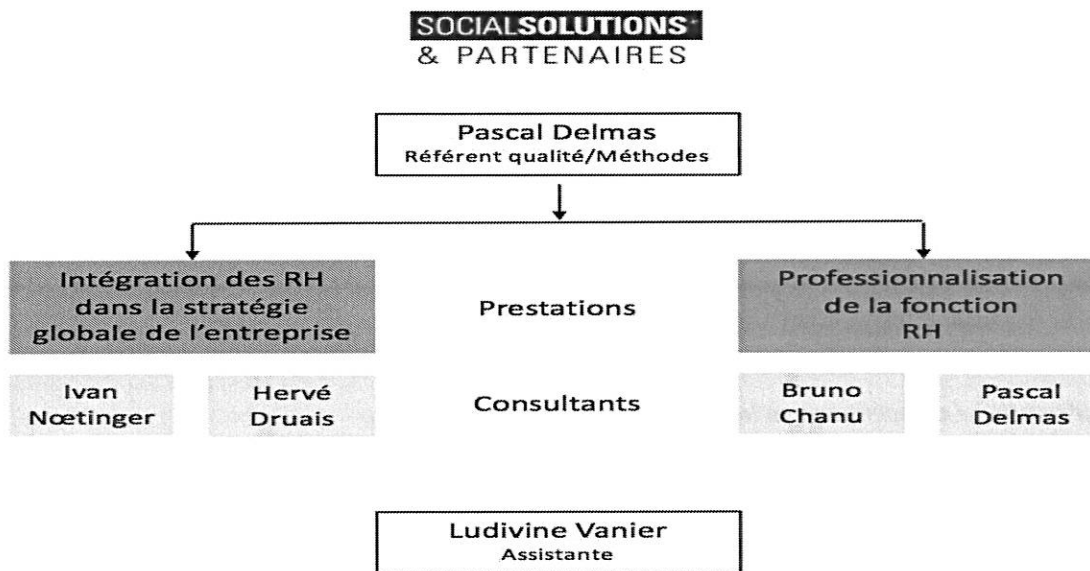 SOCIALSOLUTIONS
& PARTENAIRES
Pascal Delmas
Référent qualité/Méthodes
Intégration des RH
dans la stratégie
globale de l'entreprise
Prestations
Professionnalisation
de la fonction
RH
Ivan
Nœtinger
Hervé
Druais
Consultants
Bruno
Chanu
Pascal
Delmas
Ludivine Vanier
Assistante